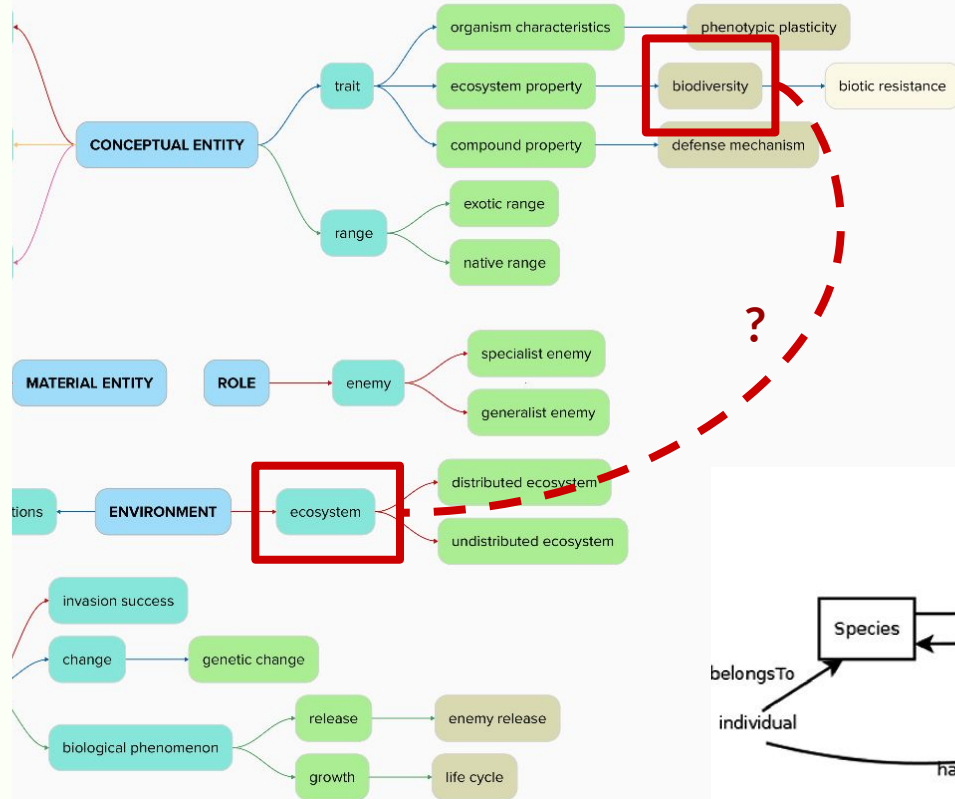 organism characteristics
phenotypic plasticity
trait
ecosystem property
biodiversity
biotic resistance
CONCEPTUAL ENTITY
compound property
defense mechanism
exotic range
range
native range
?
specialist enemy
MATERIAL ENTITY
ROLE
enemy
generalist enemy
distributed ecosystem
tions
ENVIRONMENT
ecosystem
undistributed ecosystem
invasion success
Species
change
genetic change
belongsTo
release
enemy release
individual
biological phenomenon
growth
life cycle
ha